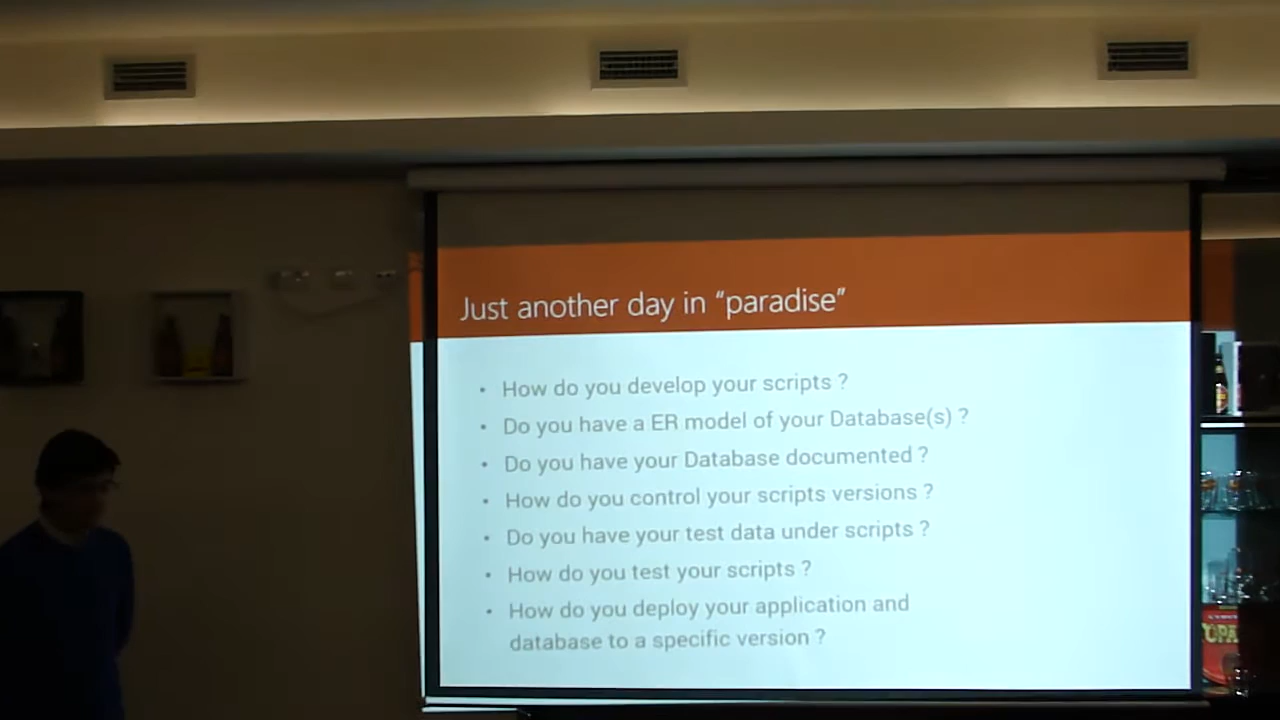 Just another day in “paradise”
• How do you develop your scripts ?
• Do you have a ER model of your Database(s) ?
• Do you have your Database documented ?
• How do you control your scripts versions ?
• Do you have your test data under scripts ?
• How do you test your scripts ?
• How do you deploy your application and
database to a specific version ?